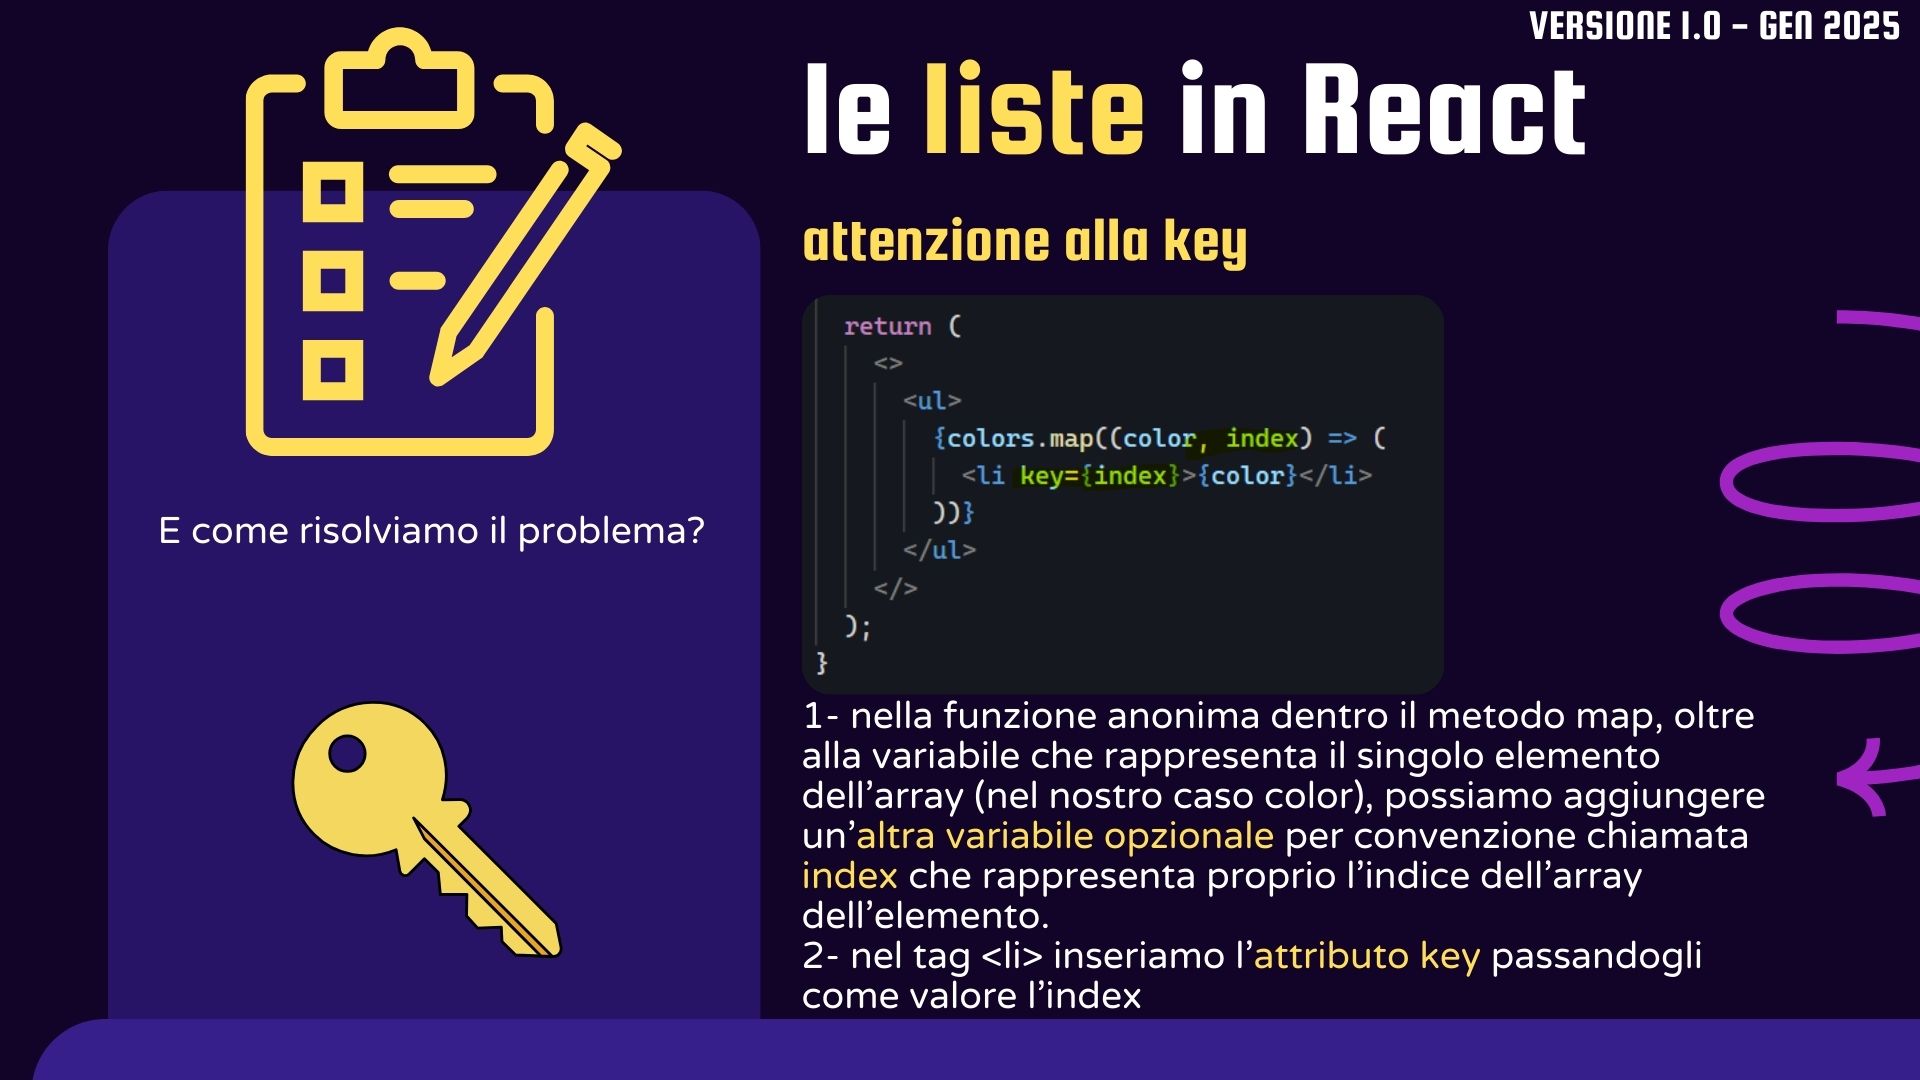 VERSIONE 1.0 - GEN 2025
le liste in React
attenzione alla key
return (
<>
<ul>
{colors.map((color, index) => (
<li key={index}>{color}</li>
))}
</ul>
</>
);
}
E come risolviamo il problema?
1- nella funzione anonima dentro il metodo map, oltre
alla variabile che rappresenta il singolo elemento
dell’array (nel nostro caso color), possiamo aggiungere
un’altra variabile opzionale per convenzione chiamata
index che rappresenta proprio l’indice dell’array
dell’elemento.
2- nel tag <li> inseriamo l’attributo key passandogli
come valore l’index